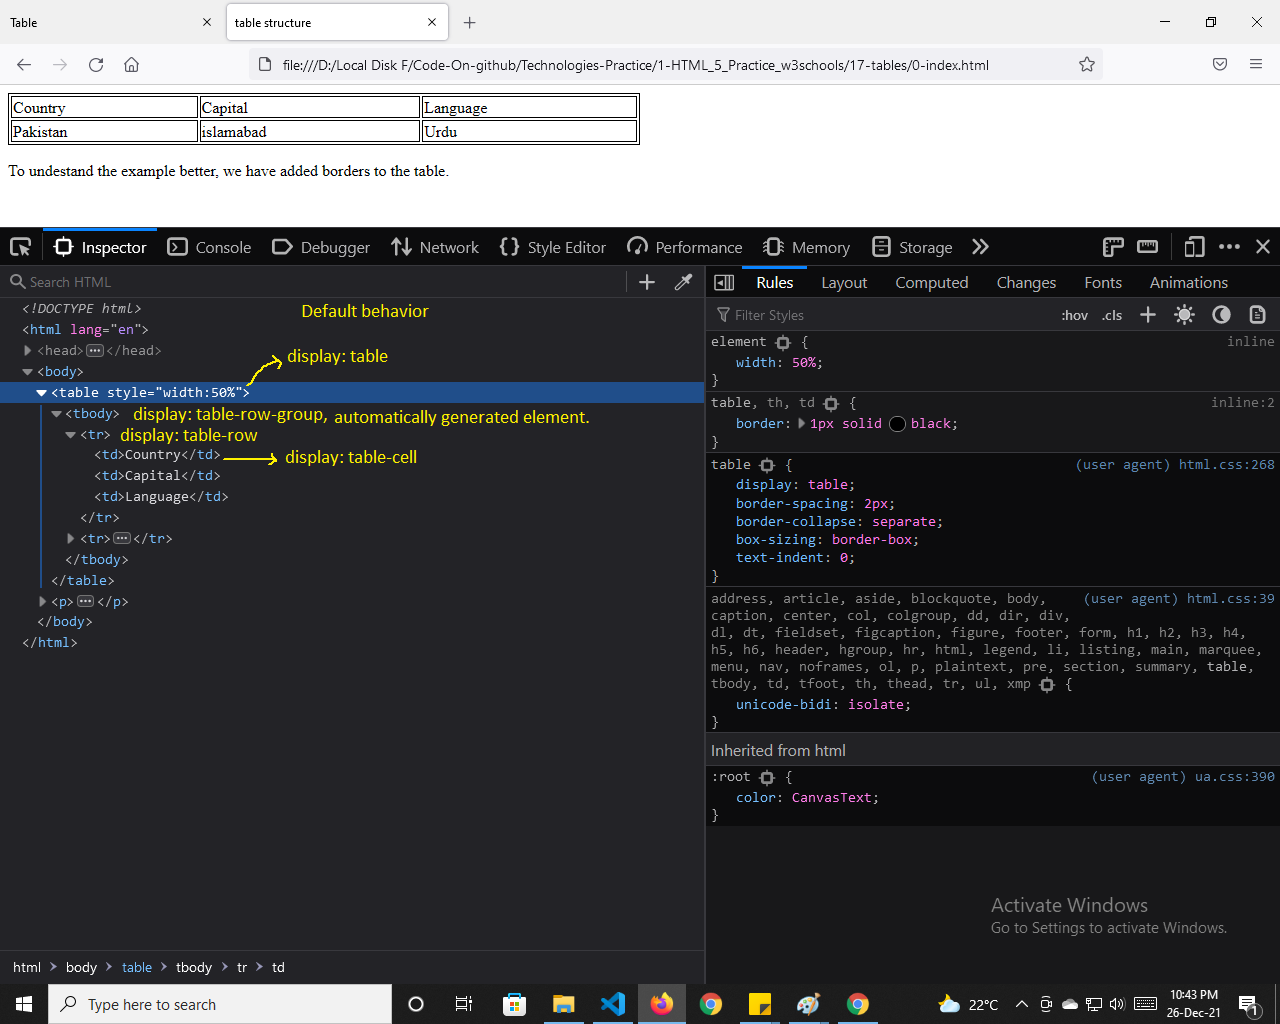 Table
table structure
file:///D:/Local Disk F/Code-On-github/Technologies-Practice/1-HTML_5_Practice_w3schools/17-tables/0-index.html
Country Capital Language
Pakistan islamabad Urdu
To undestand the example better, we have added borders to the table.
Inspector Console Debugger Network Style Editor Performance Memory Storage
Search HTML
<!DOCTYPE html>
Default behavior
<html lang="en">
<head></head>
display: table
<body>
<table style="width:50%">
<tbody> display: table-row-group, automatically generated element.
<tr> display: table-row
<td>Country</td> display: table-cell
<td>Capital</td>
<td>Language</td>
</tr>
<tr></tr>
</tbody>
</table>
<p></p>
</body>
</html>
html body table tbody tr td
Rules Layout Computed Changes Fonts Animations
Filter Styles :hov .cls
element { inline
width: 50%;
}
table, th, td { inline:2
border: 1px solid black;
}
table { (user agent) html.css:268
display: table;
border-spacing: 2px;
border-collapse: separate;
box-sizing: border-box;
text-indent: 0;
}
address, article, aside, blockquote, body, (user agent) html.css:39
caption, center, col, colgroup, dd, dir, div,
dl, dt, fieldset, figcaption, figure, footer, form, h1, h2, h3, h4,
h5, h6, header, hgroup, hr, html, legend, li, listing, main, marquee,
menu, nav, noframes, ol, p, plaintext, pre, section, summary, table,
tbody, td, tfoot, th, thead, tr, ul, xmp {
unicode-bidi: isolate;
}
Inherited from html
:root { (user agent) ua.css:390
color: CanvasText;
}
Activate Windows
Go to Settings to activate Windows.
Type here to search
22°C
10:43 PM
26-Dec-21
1